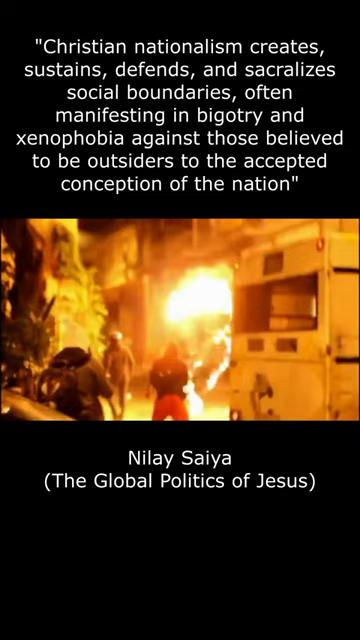 "Christian nationalism creates,
sustains, defends, and sacralizes
social boundaries, often
manifesting in bigotry and
xenophobia against those believed
to be outsiders to the accepted
conception of the nation"
Nilay Saiya
(The Global Politics of Jesus)